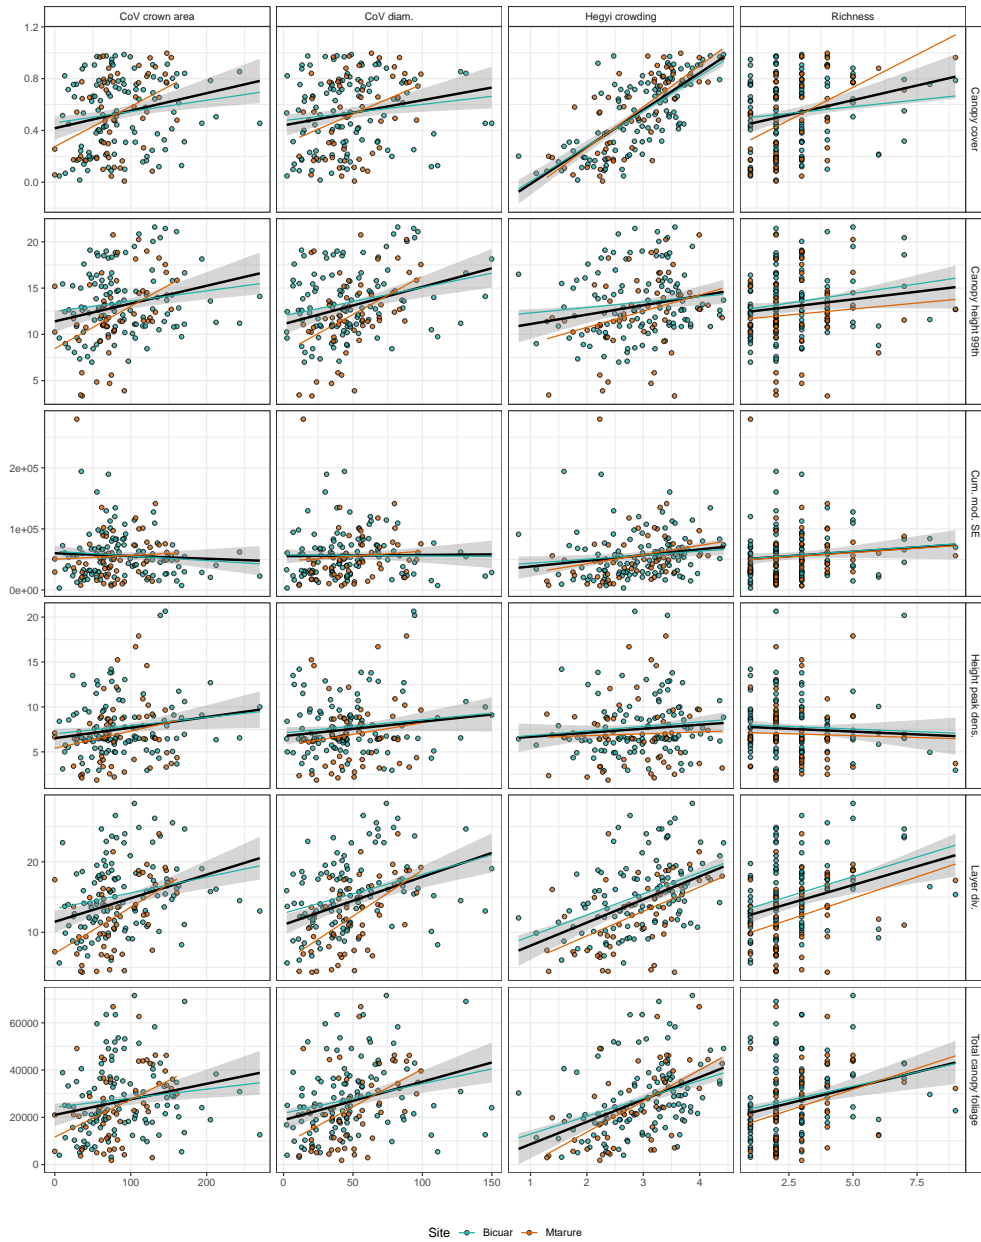 CoV crown area
CoV diam.
Hegyi crowding
Richness
1.2
0.8
0.4
0.0
Canopy cover
20
15
10
5
Canopy height 99th
2e+05
1e+05
0e+00
Cum. mod. SE
20
15
10
5
Height peak dens.
20
10
Layer div.
60000
40000
20000
0
Total canopy foliage
0 100 200
0 50 100 150
1 2 3 4
2.5 5.0 7.5
Site Bicuar Mtarure